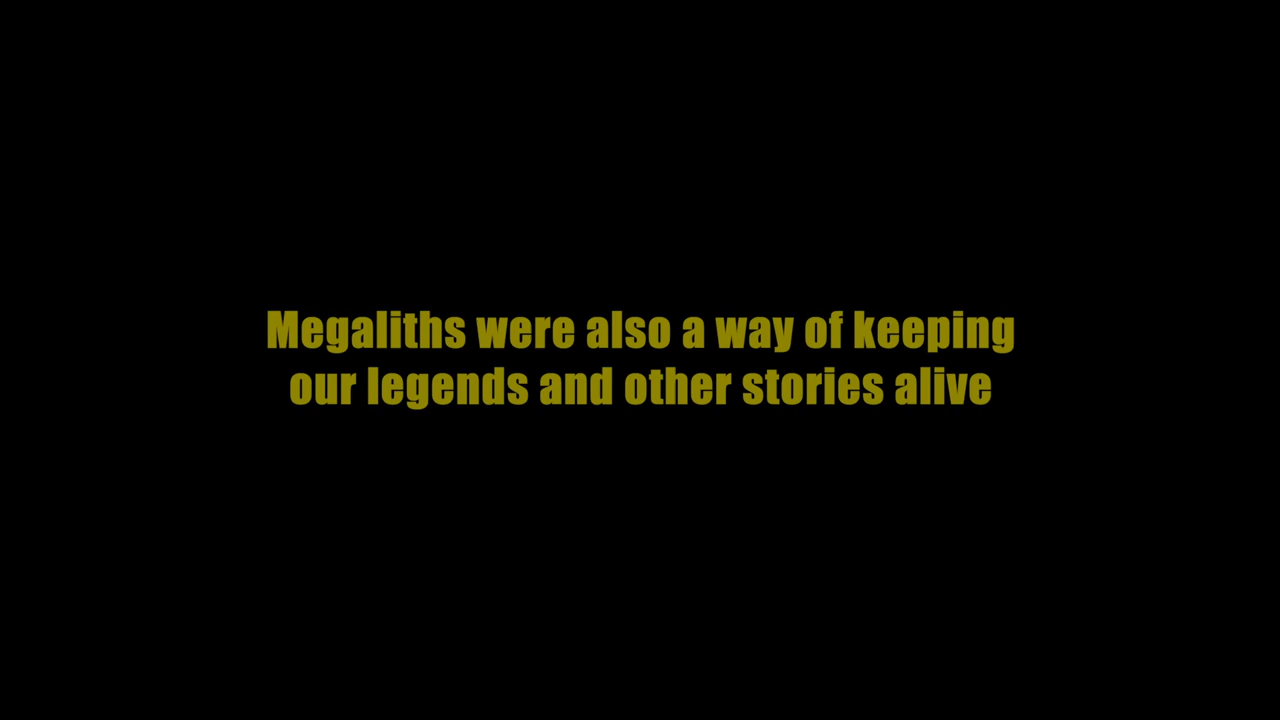 Megaliths were also a way of keeping
our legends and other stories alive